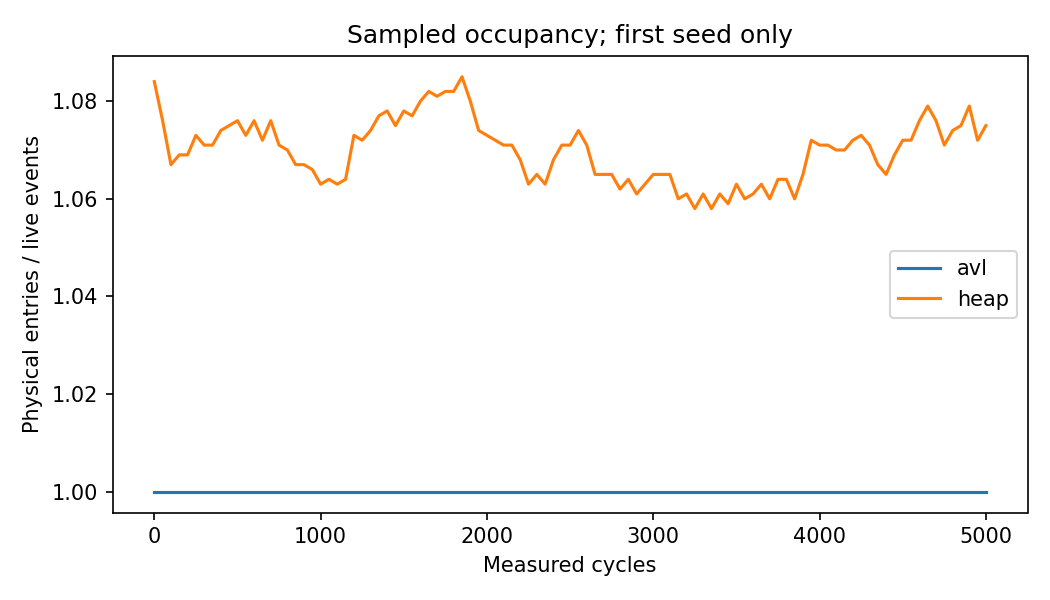 Sampled occupancy; first seed only
Physical entries / live events
1.08
1.06
1.04
1.02
1.00
avl
heap
0 1000 2000 3000 4000 5000
Measured cycles